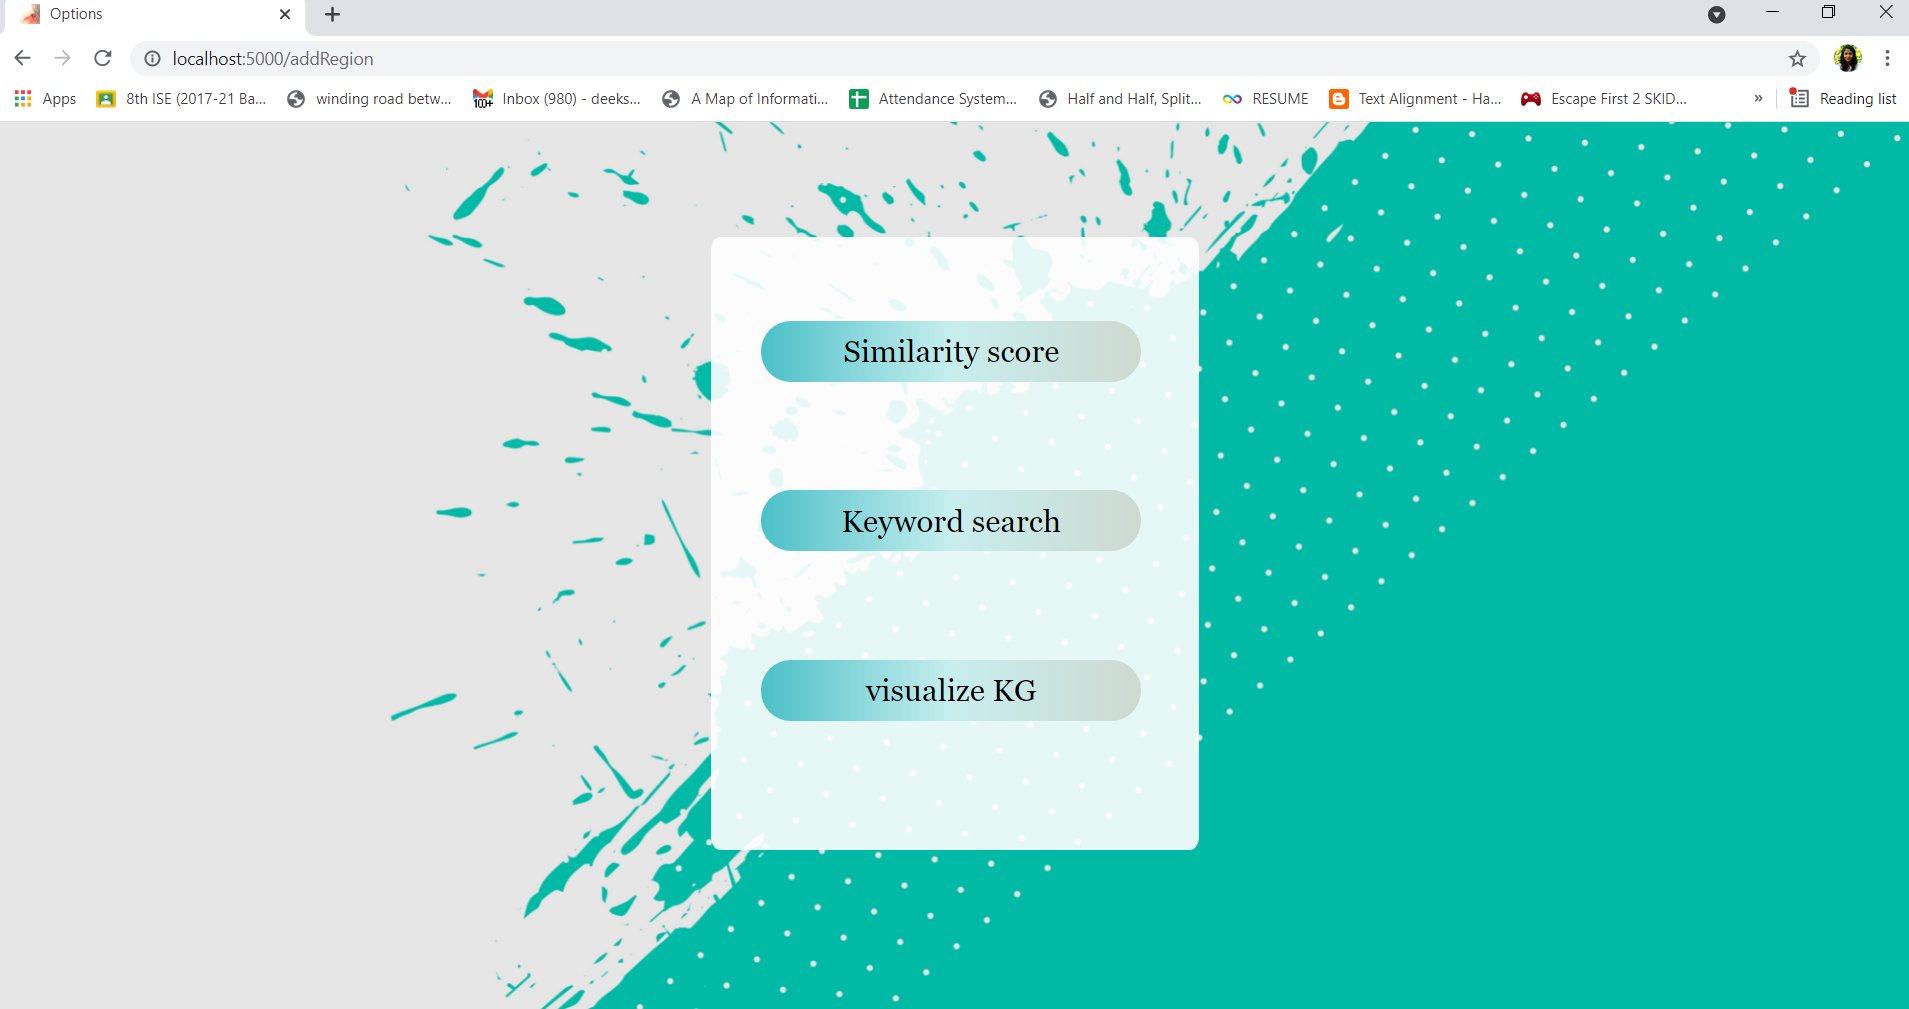 Options
localhost:5000/addRegion
Apps 8th ISE (2017-21 Ba... winding road betw... 100+ Inbox (980) - deeks... A Map of Informati... Attendance System... Half and Half, Split... RESUME Text Alignment - Ha... Escape First 2 SKID... » Reading list
Similarity score
Keyword search
visualize KG